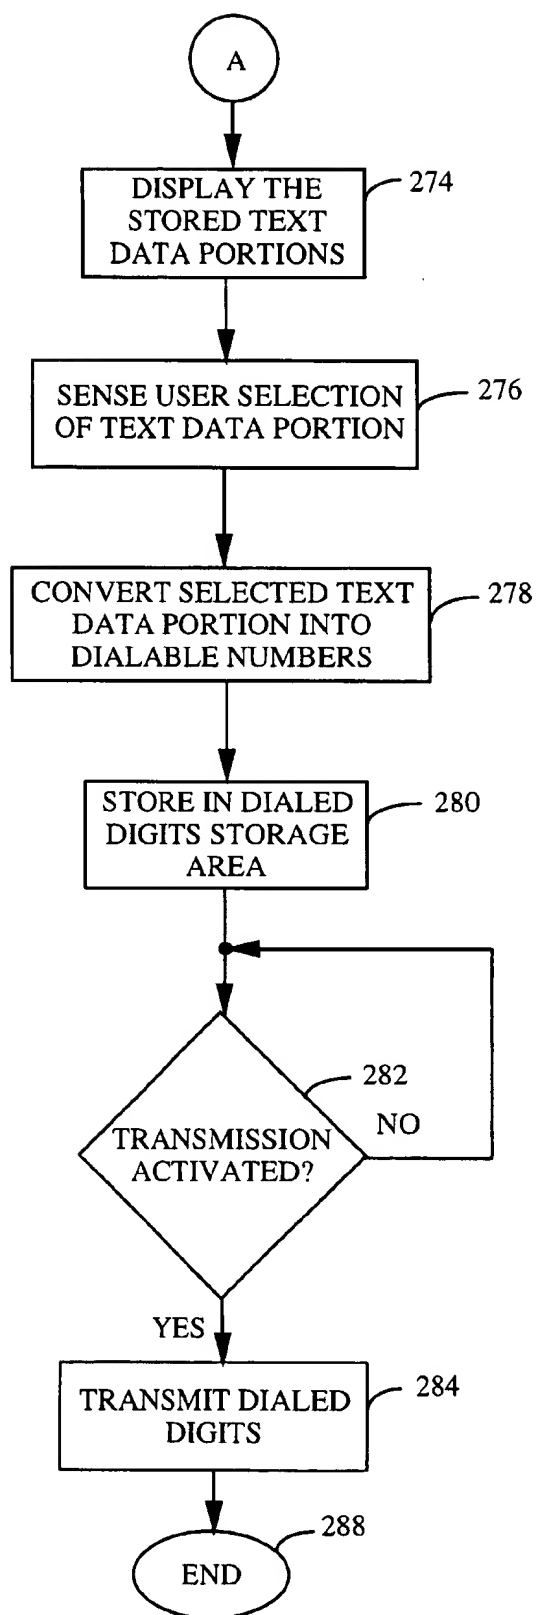 A
DISPLAY THE
STORED TEXT
DATA PORTIONS
274
SENSE USER SELECTION
OF TEXT DATA PORTION
276
CONVERT SELECTED TEXT
DATA PORTION INTO
DIALABLE NUMBERS
278
STORE IN DIALED
DIGITS STORAGE
AREA
280
282
TRANSMISSION
ACTIVATED?
NO
YES
TRANSMIT DIALED
DIGITS
284
288
END